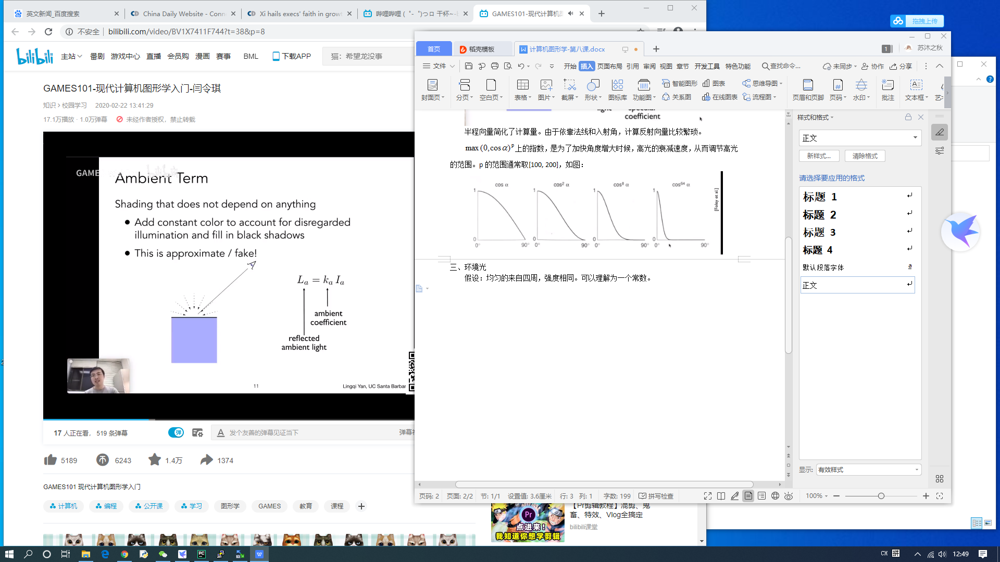 英文新闻_百度搜索
China Daily Website - Conn
Xi hails execs' faith in growt
哔哩哔哩 ( ゜- ゜)つロ 干杯~-b
GAMES101-现代计算机图
不安全
bilibili.com/video/BV1X7411F744?t=38&p=8
bilibili
主站 番剧 游戏中心 直播 会员购 漫画 赛事 BML 下载APP
猫：希望龙没事
GAMES101-现代计算机图形学入门-闫令琪
知识 > 校园学习 2020-02-22 13:41:29
17.1万播放 · 1.0万弹幕 未经作者授权，禁止转载
GAME
Ambient Term
Shading that does not depend on anything
Add constant color to account for disregarded
illumination and fill in black shadows
This is approximate / fake!
La = ka Ia
ambient
coefficient
reflected
ambient light
11
Lingqi Yan, UC Santa Barbar
17 人正在看， 519 条弹幕
弹
发个友善的弹幕见证当下
弹幕
5189 6243 1.4万 1374
GAMES101 现代计算机图形学入门
计算机 编程 公开课 学习 图形学 GAMES 教育 课程
拖拽上传
首页
稻壳模板
计算机图形学-第八课.docx
1
苏沐之秋
文件
开始 插入 页面布局 引用 审阅 视图 章节 开发工具 特色功能 查找命令... 未同步 协作 分享
封面页 分页 空白页 表格 图片 截屏 形状 图标库 功能图
智能图形 图表 思维导图
关系图 在线图表 流程图
页眉和页脚 页码 水印 批注 文本框 艺
light specular
coefficient
半程向量简化了计算量。由于依靠法线和入射角，计算反射向量比较繁琐。
max (0,cos α)^p 上的指数，是为了加快角度增大时候，高光的衰减速度，从而调节高光
的范围。p 的范围通常取[100, 200]，如图：
cos α
cos² α
cos⁸ α
cos⁶⁴ α
1 1 1 1
0 0 0 0
0° 90° 0° 90° 0° 90° 0° 90°
[Foley et al.]
三、环境光
假设：均匀的来自四周，强度相同。可以理解为一个常数。
样式和格式
正文
新样式...
清除格式
请选择要应用的格式
标题 1
标题 2
标题 3
标题 4
默认段落字体 a
正文
显示: 有效样式
页码: 2 页面: 2/2 节: 1/1 设置值: 3.6厘米 行: 3 列: 1 字数: 199 拼写检查
100%
Pr
点进来！
我知道你想学剪辑
【Pr剪辑教程】混剪、鬼
畜、特效、Vlog全搞定
bilibili课堂
CH 拼 12:49